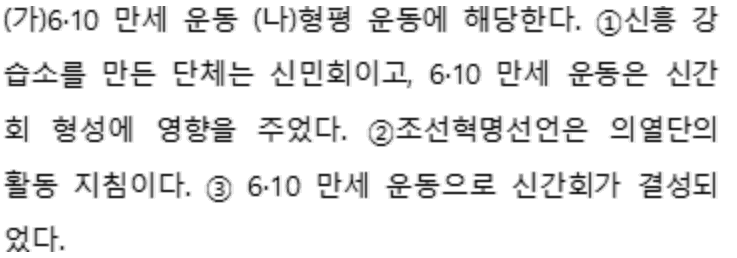 (가)6·10 만세 운동 (나)형평 운동에 해당한다. ①신흥 강
습소를 만든 단체는 신민회이고, 6·10 만세 운동은 신간
회 형성에 영향을 주었다. ②조선혁명선언은 의열단의
활동 지침이다. ③ 6·10 만세 운동으로 신간회가 결성되
었다.